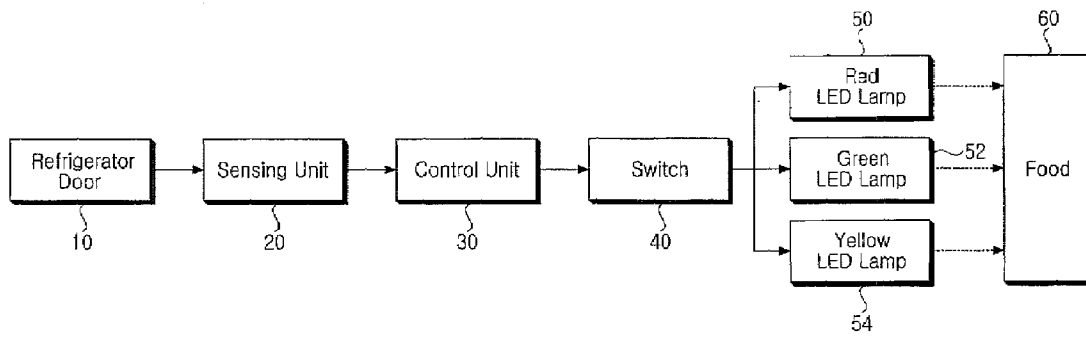 50
60
Red
LED Lamp
Refrigerator
Door
Sensing Unit
Control Unit
Switch
Green
LED Lamp
52
Food
10
20
30
40
Yellow
LED Lamp
54